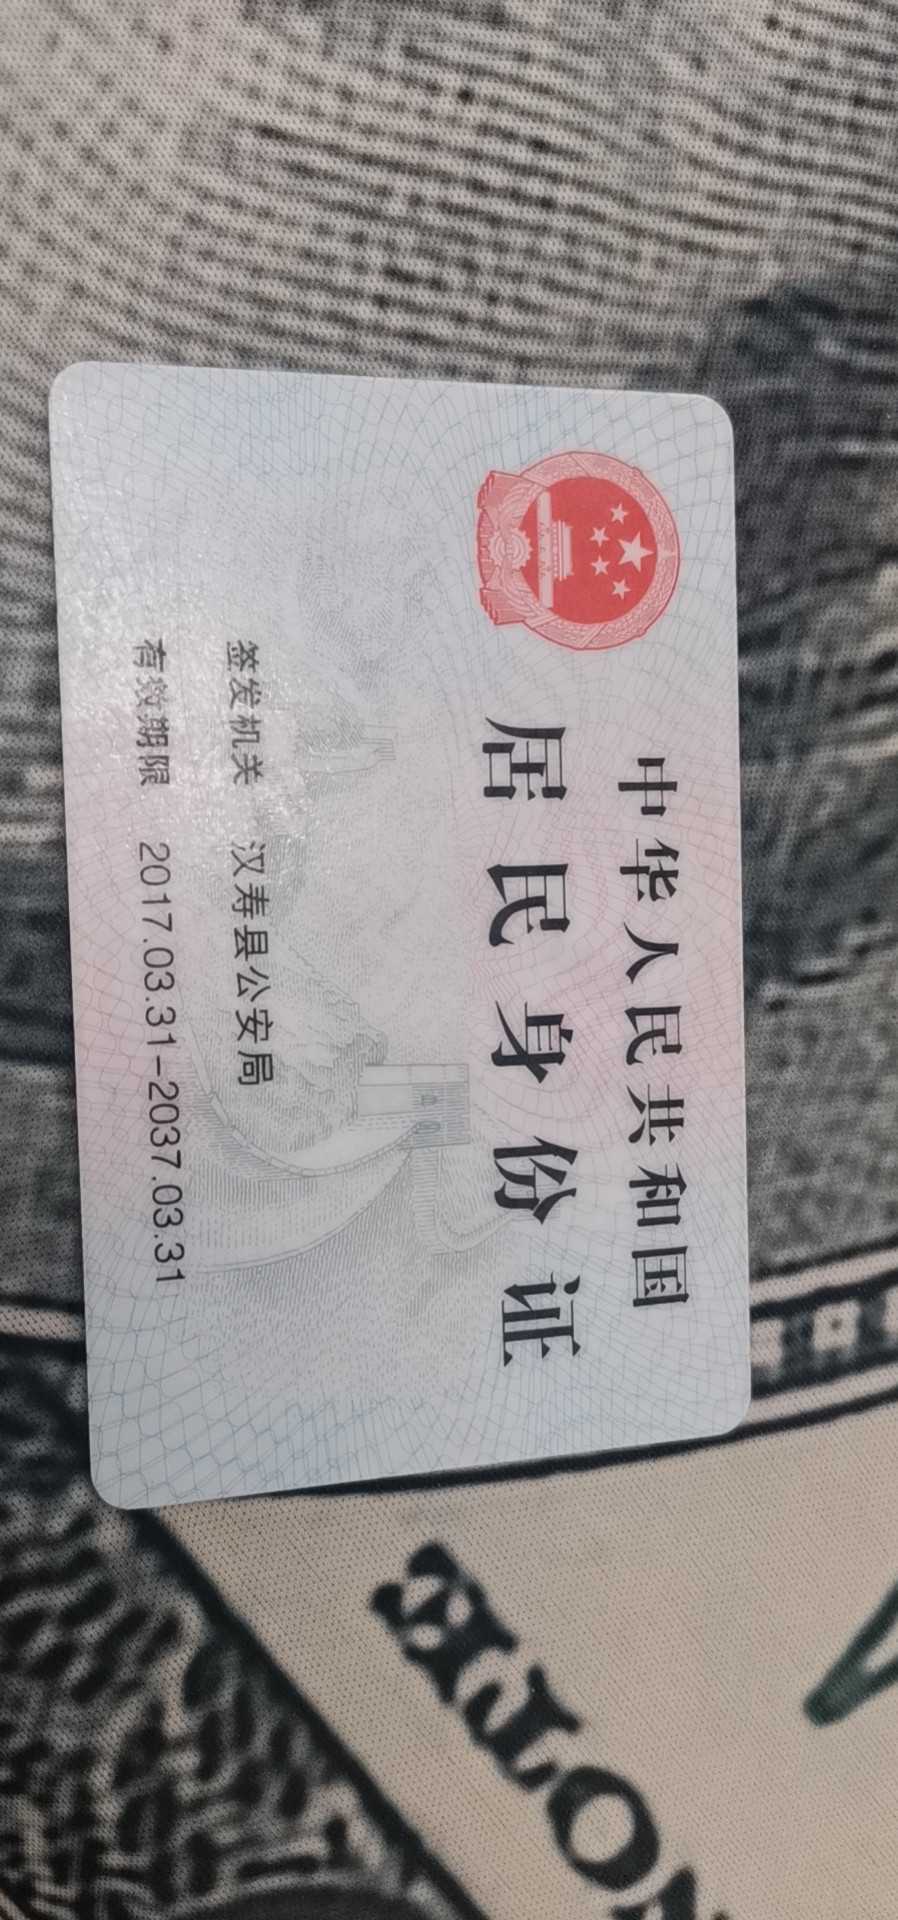 中华人民共和国
居民身份证
签发机关 汉寿县公安局
有效期限 2017.03.31-2037.03.31
NOTE